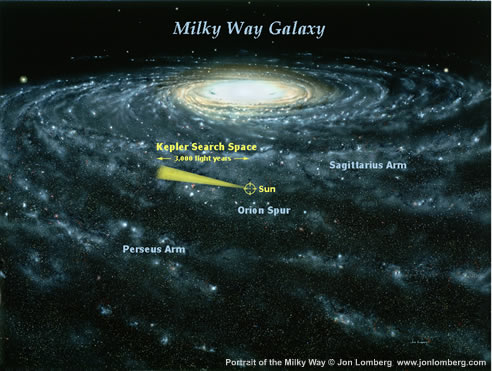 Milky Way Galaxy
Kepler Search Space
3,000 light years
Sagittarius Arm
Sun
Orion Spur
Perseus Arm
Portrait of the Milky Way © Jon Lomberg www.jonlomberg.com